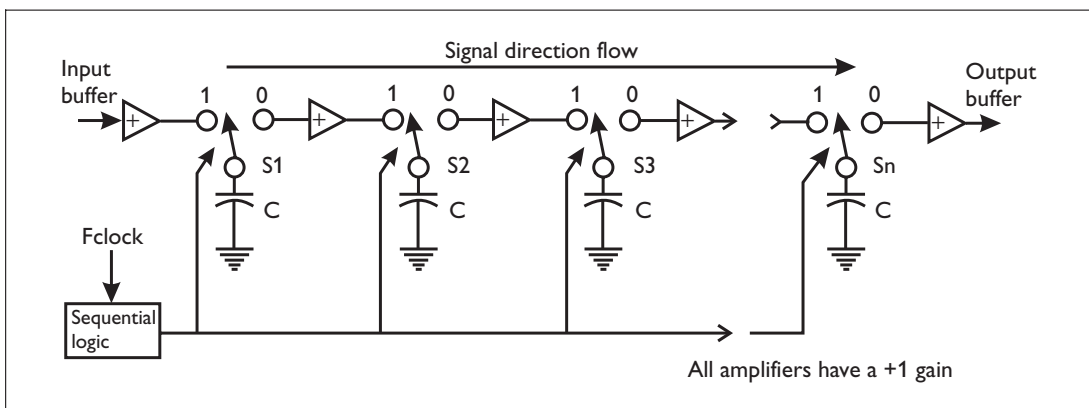 Signal direction flow
Input
buffer
Output
buffer
1 0 1 0 1 0 1 0
+ + + + +
S1 S2 S3 Sn
C C C C
Fclock
Sequential
logic
All amplifiers have a +1 gain